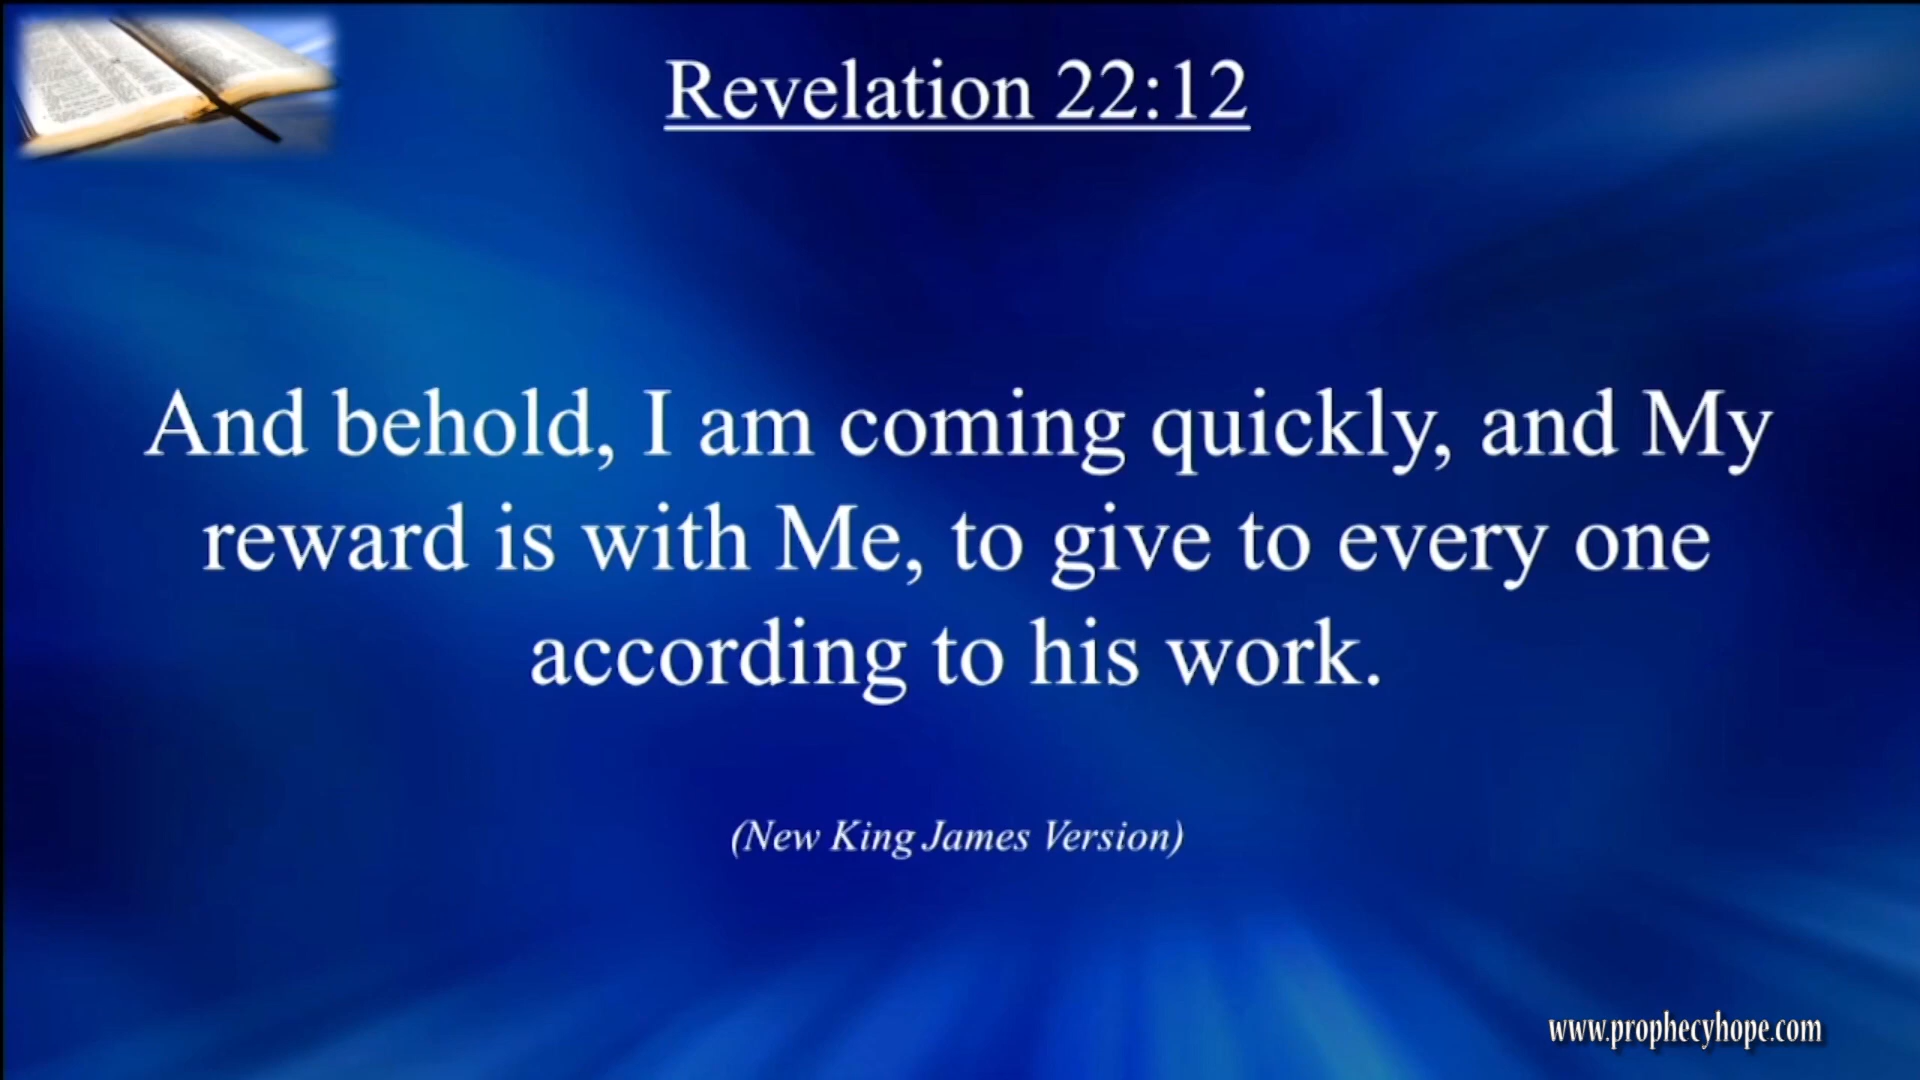 Revelation 22:12
And behold, I am coming quickly, and My
reward is with Me, to give to every one
according to his work.
(New King James Version)
www.prophecyhope.com